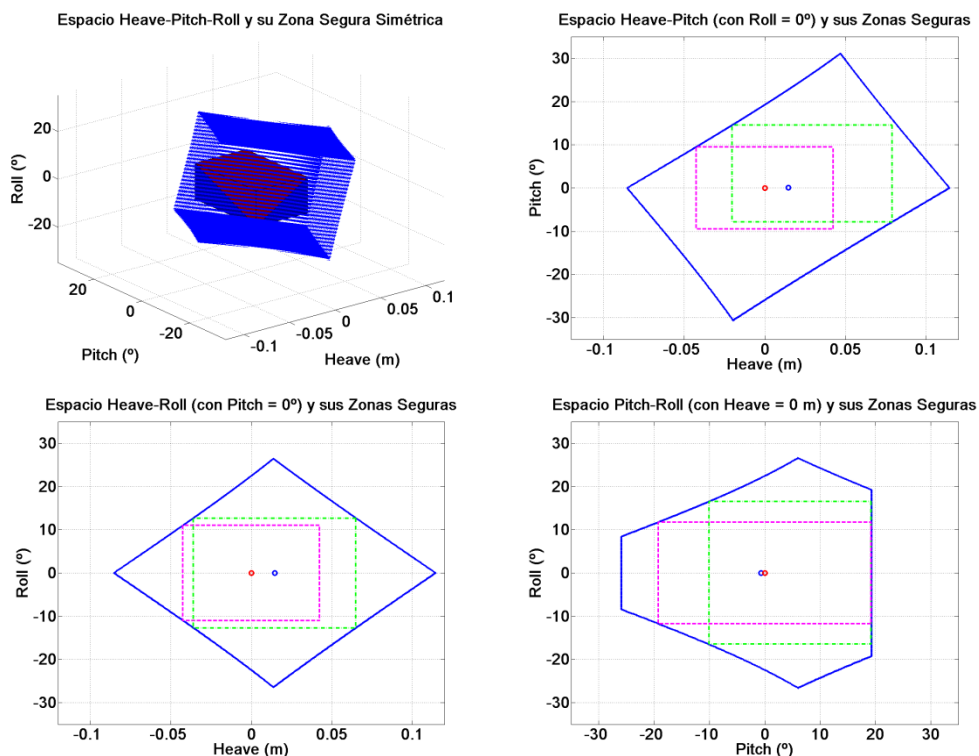 Espacio Heave-Pitch-Roll y su Zona Segura Simétrica
20
0
-20
Roll (º)
20
0
-20
Pitch (º)
-0.1
-0.05
0
0.05
0.1
Heave (m)
Espacio Heave-Pitch (con Roll = 0º) y sus Zonas Seguras
30
20
10
0
-10
-20
-30
Pitch (º)
-0.1 -0.05 0 0.05 0.1
Heave (m)
Espacio Heave-Roll (con Pitch = 0º) y sus Zonas Seguras
30
20
10
0
-10
-20
-30
Roll (º)
-0.1 -0.05 0 0.05 0.1
Heave (m)
Espacio Pitch-Roll (con Heave = 0 m) y sus Zonas Seguras
30
20
10
0
-10
-20
-30
Roll (º)
-30 -20 -10 0 10 20 30
Pitch (º)